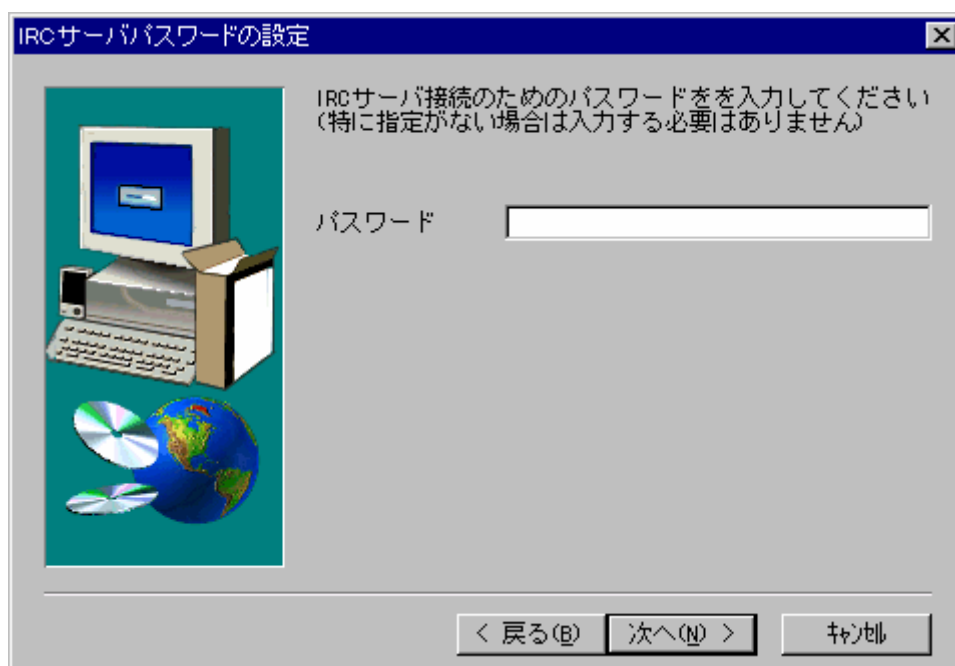 IRCサーバパスワードの設定
IRCサーバ接続のためのパスワードをを入力してください
(特に指定がない場合は入力する必要はありません)
パスワード
< 戻る(B)
次へ(N) >
ｷｬﾝｾﾙ